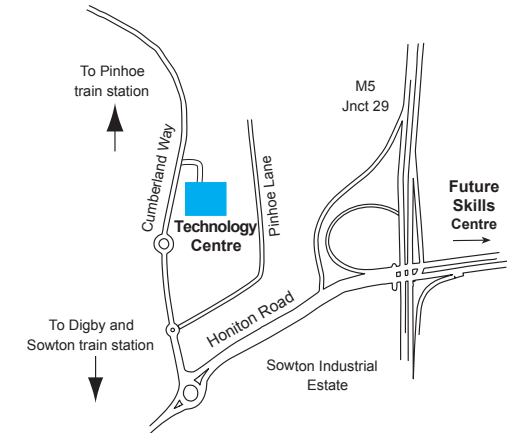 To Pinhoe
train station
M5
Jnct 29
Cumberland Way
Pinhoe Lane
Technology
Centre
Future
Skills
Centre
Honiton Road
To Digby and
Sowton train station
Sowton Industrial
Estate